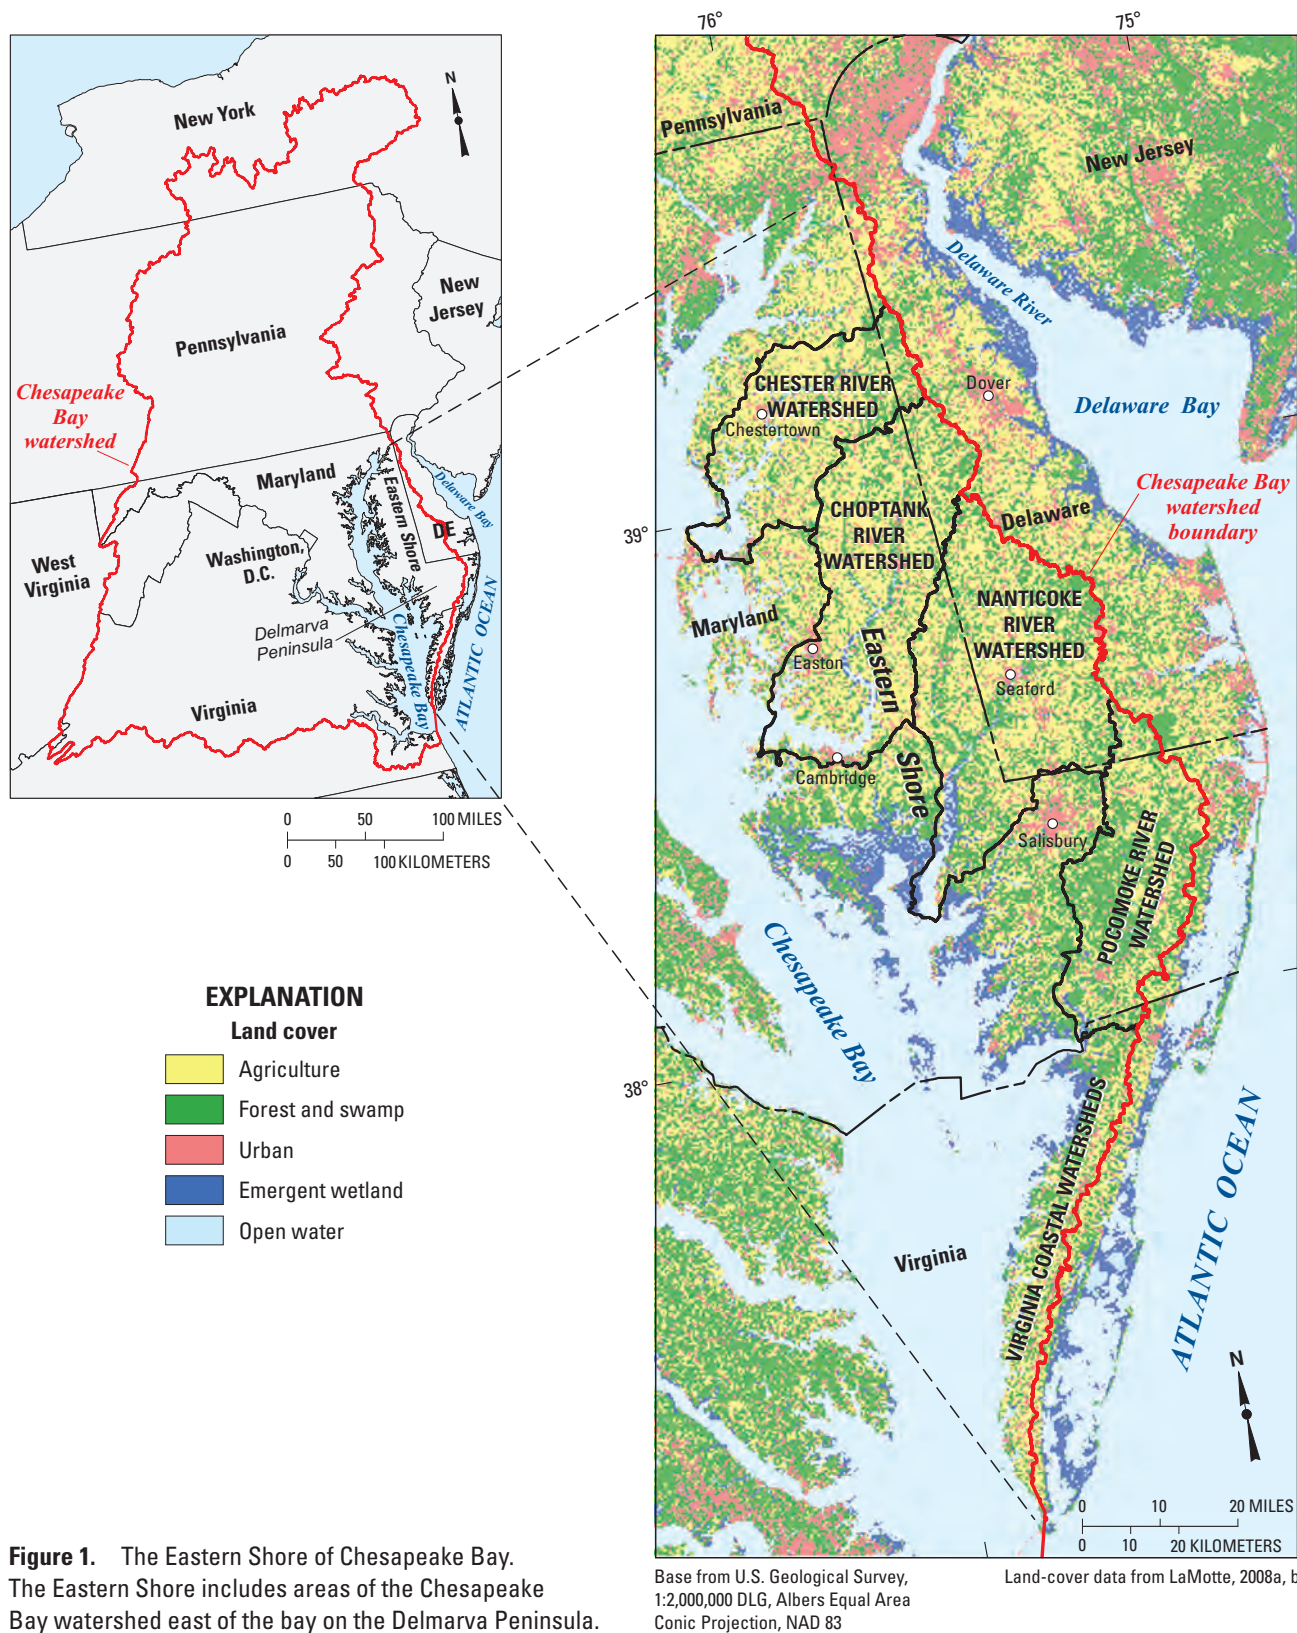 New York
N
Pennsylvania
New
Jersey
Chesapeake
Bay
watershed
Maryland
Eastern Shore
Delaware Bay
DE
West
Virginia
Washington,
D.C.
Delmarva
Peninsula
Chesapeake Bay
ATLANTIC OCEAN
Virginia
0 50 100 MILES
0 50 100 KILOMETERS
EXPLANATION
Land cover
Agriculture
Forest and swamp
Urban
Emergent wetland
Open water
76°
75°
Pennsylvania
New Jersey
Delaware River
CHESTER RIVER
WATERSHED
Chestertown
Dover
Delaware Bay
Chesapeake Bay
watershed
boundary
39°
CHOPTANK
RIVER
WATERSHED
Delaware
NANTICOKE
RIVER
WATERSHED
Maryland
Easton
Eastern
Shore
Seaford
Cambridge
Salisbury
POCOMOKE RIVER
WATERSHED
Chesapeake Bay
38°
VIRGINIA COASTAL WATERSHEDS
Virginia
ATLANTIC OCEAN
N
0 10 20 MILES
0 10 20 KILOMETERS
Base from U.S. Geological Survey,
1:2,000,000 DLG, Albers Equal Area
Conic Projection, NAD 83
Land-cover data from LaMotte, 2008a, b
Figure 1. The Eastern Shore of Chesapeake Bay.
The Eastern Shore includes areas of the Chesapeake
Bay watershed east of the bay on the Delmarva Peninsula.